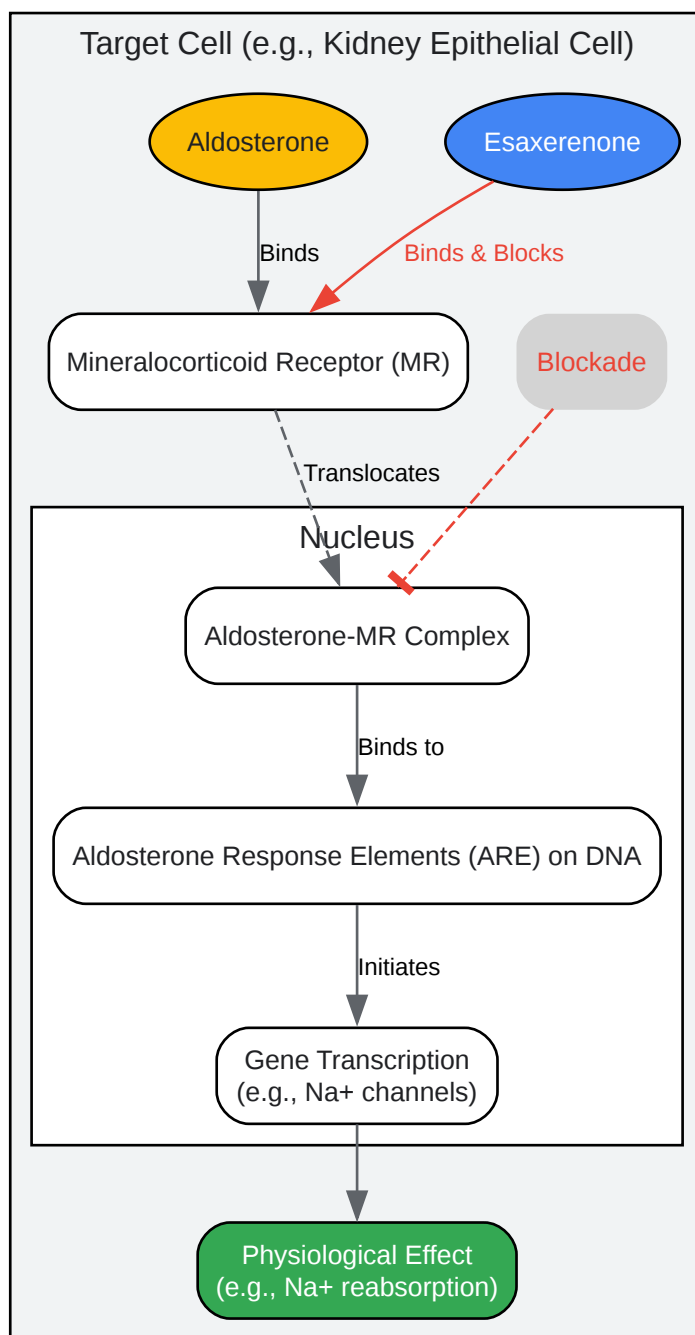 Target Cell (e.g., Kidney Epithelial Cell)
Aldosterone
Esaxerenone
Binds
Binds & Blocks
Mineralocorticoid Receptor (MR)
Blockade
Translocates
Nucleus
Aldosterone-MR Complex
Binds to
Aldosterone Response Elements (ARE) on DNA
Initiates
Gene Transcription
(e.g., Na+ channels)
Physiological Effect
(e.g., Na+ reabsorption)